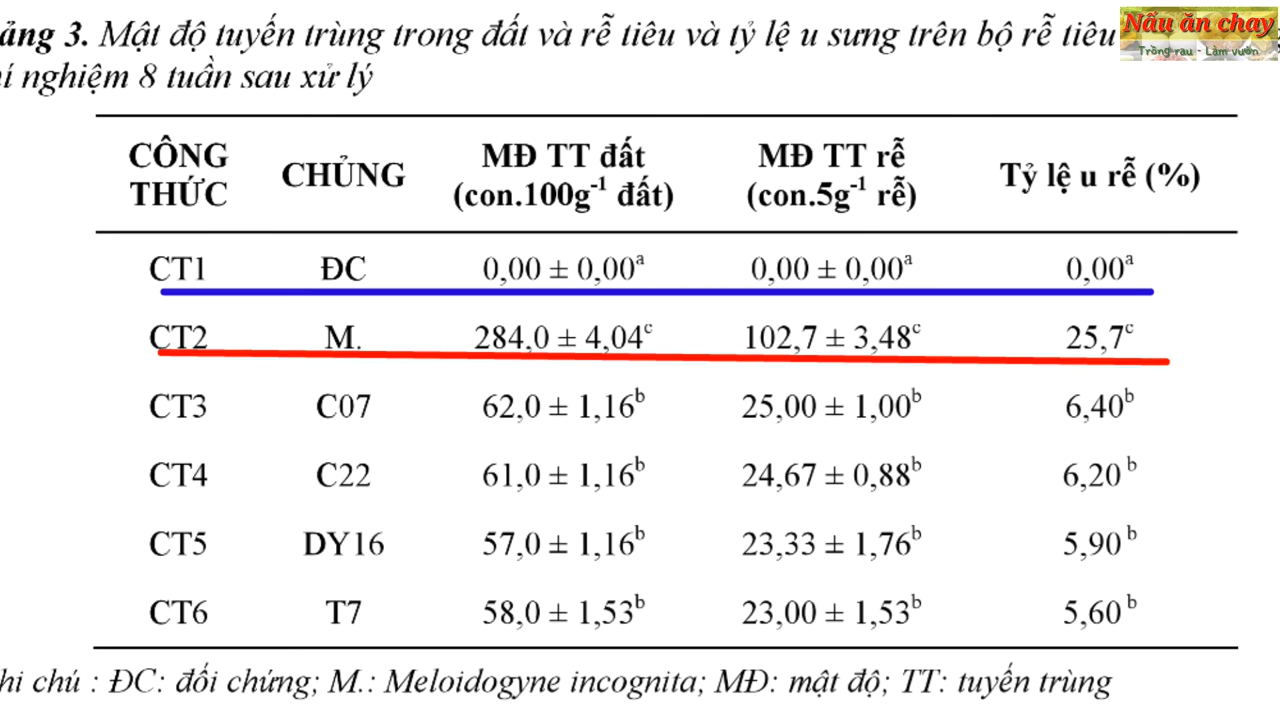 ảng 3. Mật độ tuyến trùng trong đất và rễ tiêu và tỷ lệ u sưng trên bộ rễ tiêu
Nấu ăn chay
Trồng rau - Làm vườn
nghiệm 8 tuần sau xử lý
CÔNG THỨC CHỦNG MĐ TT đất (con.100g⁻¹ đất) MĐ TT rễ (con.5g⁻¹ rễ) Tỷ lệ u rễ (%)
CT1 ĐC 0,00 ± 0,00ᵃ 0,00 ± 0,00ᵃ 0,00ᵃ
CT2 M. 284,0 ± 4,04ᶜ 102,7 ± 3,48ᶜ 25,7ᶜ
CT3 C07 62,0 ± 1,16ᵇ 25,00 ± 1,00ᵇ 6,40ᵇ
CT4 C22 61,0 ± 1,16ᵇ 24,67 ± 0,88ᵇ 6,20 ᵇ
CT5 DY16 57,0 ± 1,16ᵇ 23,33 ± 1,76ᵇ 5,90 ᵇ
CT6 T7 58,0 ± 1,53ᵇ 23,00 ± 1,53ᵇ 5,60 ᵇ
hi chú : ĐC: đối chứng; M.: Meloidogyne incognita; MĐ: mật độ; TT: tuyến trùng